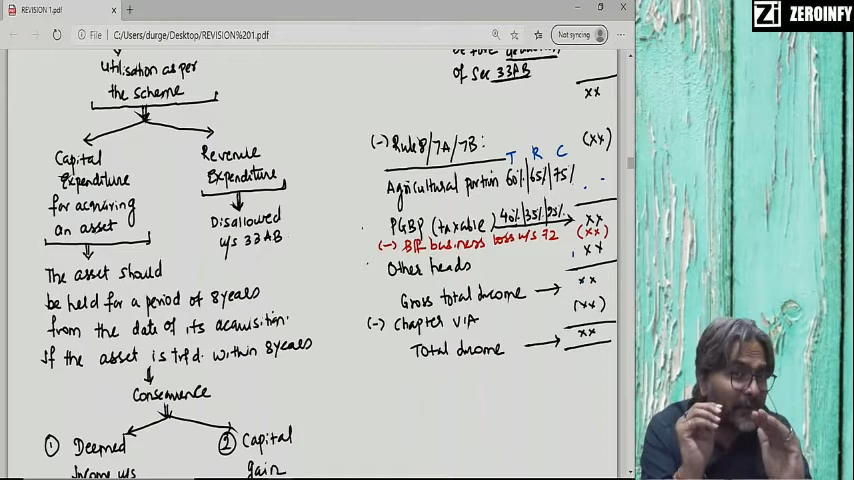 REVISION 1.pdf
File
C:/Users/durge/Desktop/REVISION%201.pdf
Not syncing
Zi ZEROINFY
utilisation as per
the scheme
Capital
Expenditure
for acquiring
an asset
Revenue
Expenditure
Disallowed
u/s 33AB
The asset should
be held for a period of 8 years
from the date of its acquisition.
If the asset is trfd. within 8 years
Consequence
① Deemed
Income u/s
② Capital
gain
of Sec 33AB
xx
(-) Rule 8/7A/7B: (xx)
T R C
Agricultural portion 60% 65% 75%
PGBP (taxable) 40% 35% 25% → xx
(-) BF business loss u/s 72 (xx)
xx
Other heads
Gross total Income → xx
(-) Chapter VIA (xx)
Total Income → xx